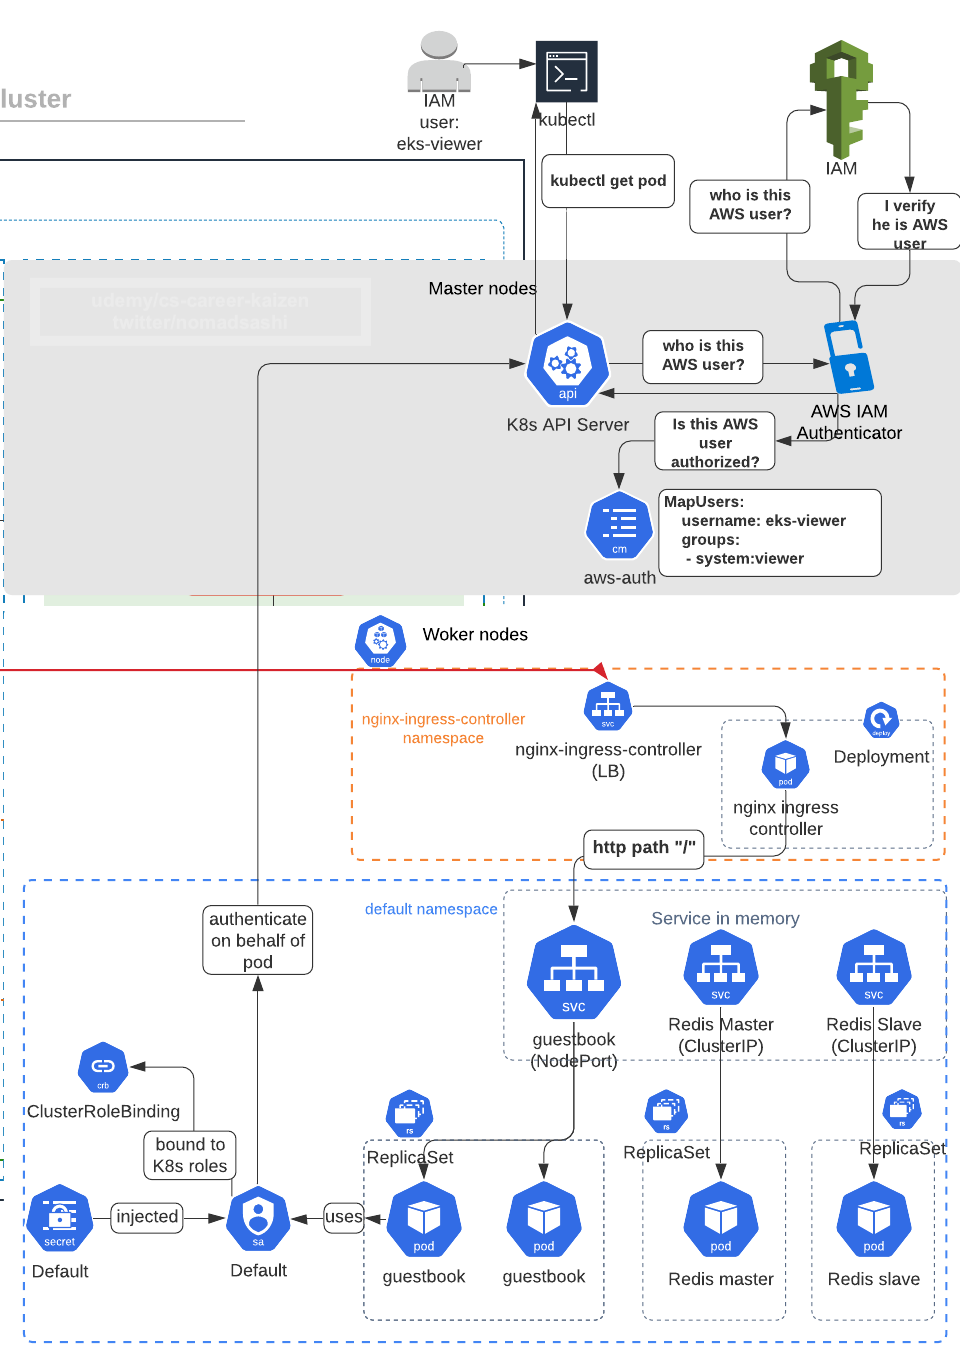 luster
IAM
user:
eks-viewer
kubectl
IAM
kubectl get pod
who is this
AWS user?
I verify
he is AWS
user
udemy/cs-career-kaizen
twitter/nomadsashi
Master nodes
who is this
AWS user?
api
K8s API Server
AWS IAM
Authenticator
Is this AWS
user
authorized?
MapUsers:
username: eks-viewer
groups:
- system:viewer
cm
aws-auth
node
Woker nodes
nginx-ingress-controller
namespace
svc
nginx-ingress-controller
(LB)
deploy
Deployment
pod
nginx ingress
controller
http path "/"
default namespace
Service in memory
authenticate
on behalf of
pod
svc
guestbook
(NodePort)
svc
Redis Master
(ClusterIP)
svc
Redis Slave
(ClusterIP)
crb
ClusterRoleBinding
bound to
K8s roles
rs
ReplicaSet
rs
ReplicaSet
rs
ReplicaSet
secret
Default
injected
sa
Default
uses
pod
guestbook
pod
guestbook
pod
Redis master
pod
Redis slave